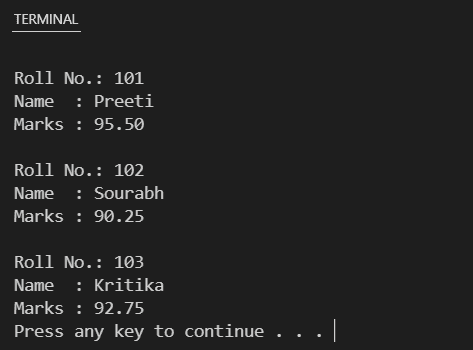 TERMINAL
Roll No.: 101
Name  : Preeti
Marks : 95.50
Roll No.: 102
Name  : Sourabh
Marks : 90.25
Roll No.: 103
Name  : Kritika
Marks : 92.75
Press any key to continue . . .